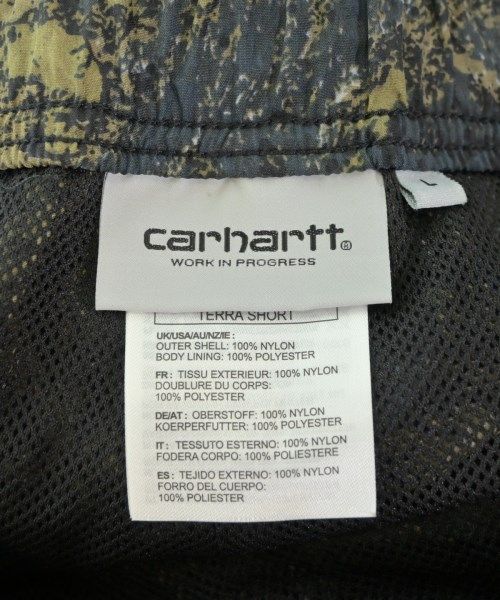 L
carhartt®
WORK IN PROGRESS
TERRA SHORT
UK/USA/AU/NZ/IE :
OUTER SHELL: 100% NYLON
BODY LINING: 100% POLYESTER
FR : TISSU EXTERIEUR: 100% NYLON
DOUBLURE DU CORPS:
100% POLYESTER
DE/AT : OBERSTOFF: 100% NYLON
KOERPERFUTTER: 100% POLYESTER
IT : TESSUTO ESTERNO: 100% NYLON
FODERA CORPO: 100% POLIESTERE
ES : TEJIDO EXTERNO: 100% NYLON
FORRO DEL CUERPO:
100% POLIESTER